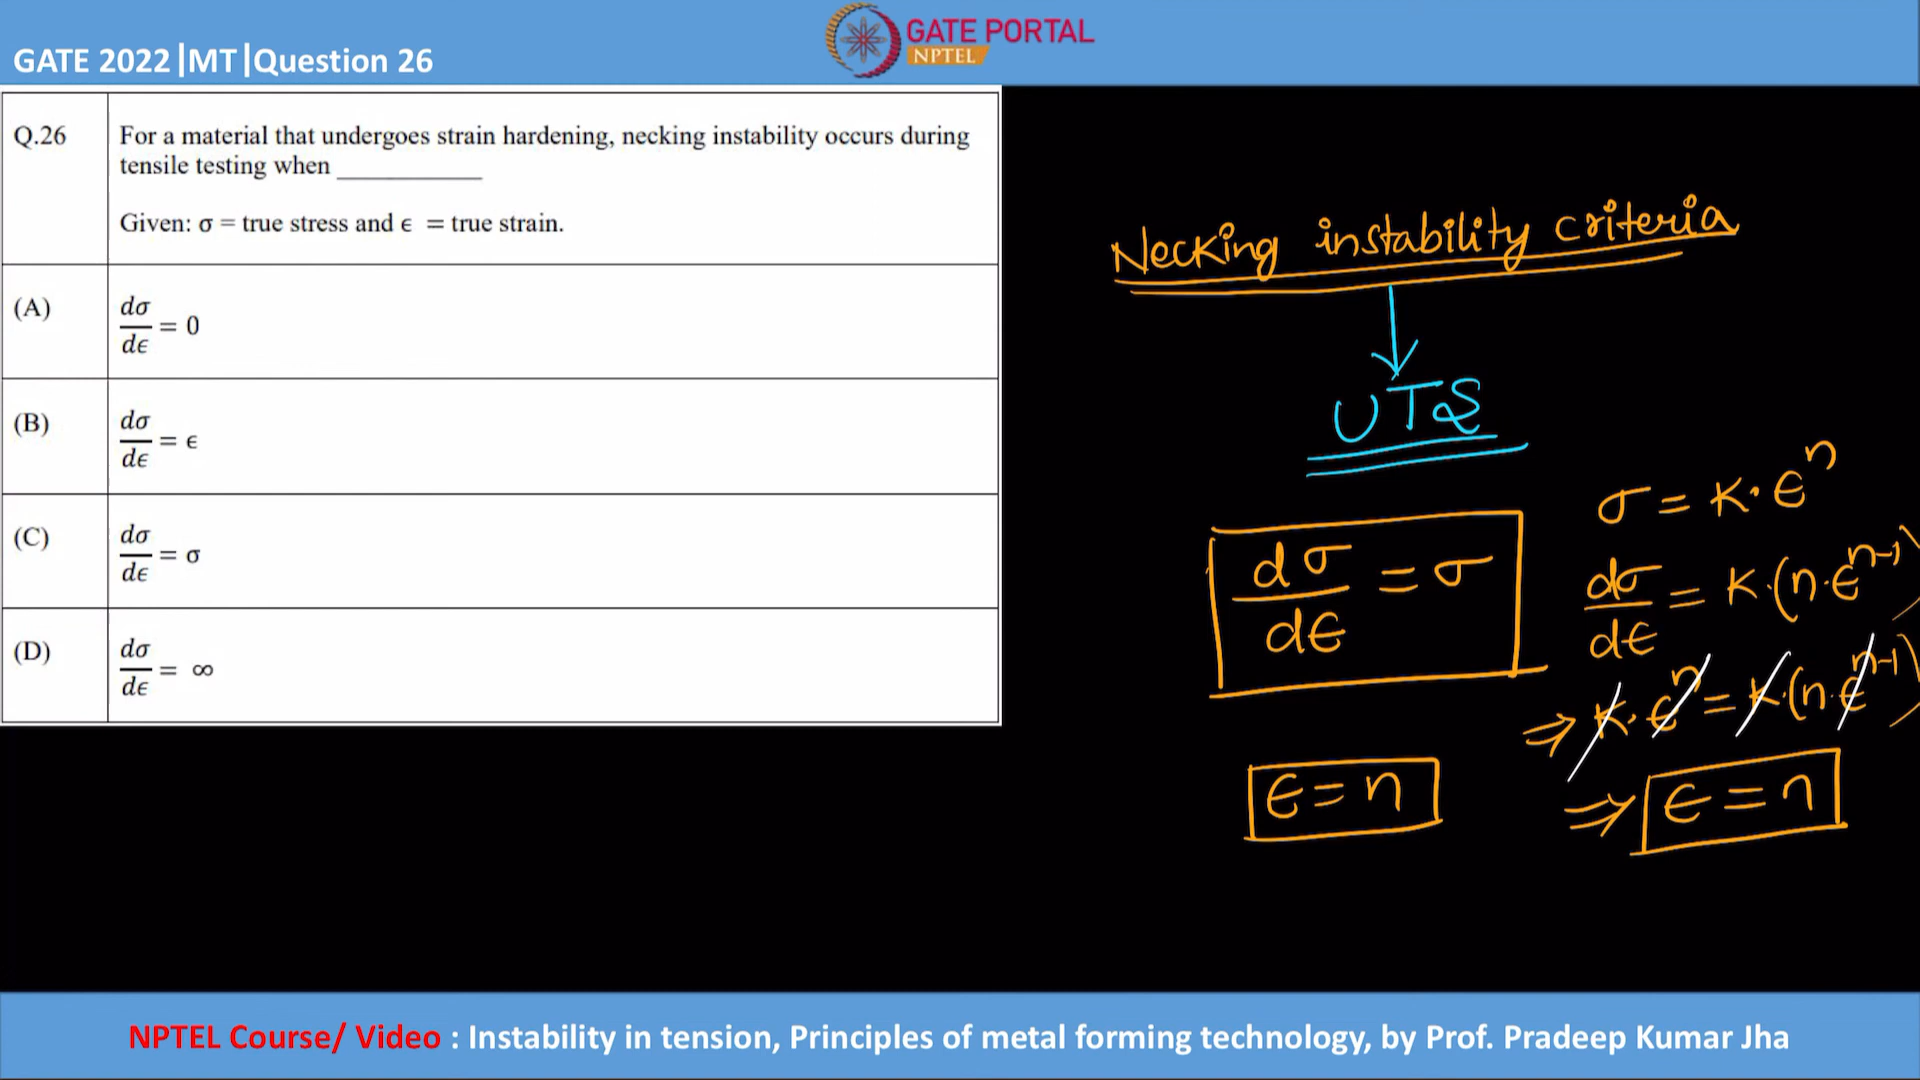 GATE PORTAL
NPTEL
GATE 2022|MT|Question 26
Q.26
For a material that undergoes strain hardening, necking instability occurs during
tensile testing when ___________
Given: σ = true stress and ϵ = true strain.
(A)
dσ/dϵ = 0
(B)
dσ/dϵ = ϵ
(C)
dσ/dϵ = σ
(D)
dσ/dϵ = ∞
Necking instability criteria
UTS
σ = K·ϵ^n
dσ/dϵ = σ
dσ/dϵ = K·(n·ϵ^(n-1))
⇒ K·ϵ^n = K·(n·ϵ^(n-1))
ϵ = n
⇒ ϵ = n
NPTEL Course/ Video : Instability in tension, Principles of metal forming technology, by Prof. Pradeep Kumar Jha